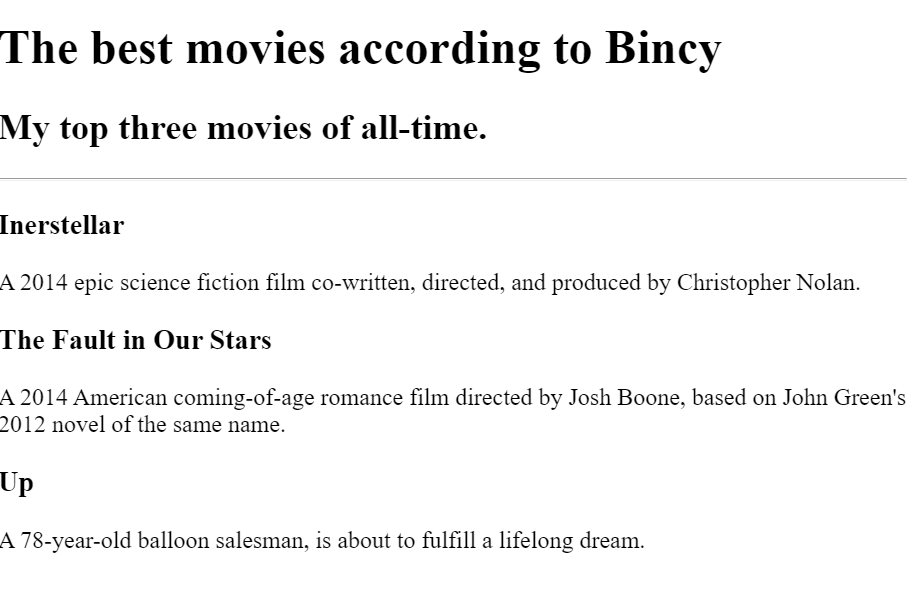 The best movies according to Bincy
My top three movies of all-time.
Inerstellar
A 2014 epic science fiction film co-written, directed, and produced by Christopher Nolan.
The Fault in Our Stars
A 2014 American coming-of-age romance film directed by Josh Boone, based on John Green's
2012 novel of the same name.
Up
A 78-year-old balloon salesman, is about to fulfill a lifelong dream.